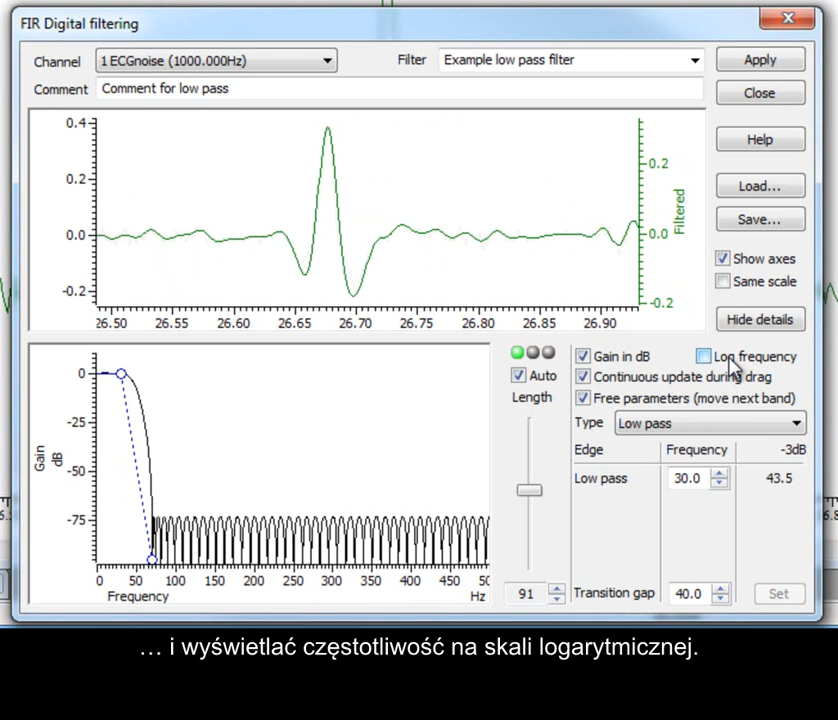 FIR Digital filtering
Channel 1 ECGnoise (1000.000Hz) Filter Example low pass filter Apply
Comment Comment for low pass Close
Help
Load...
Save...
Show axes
Same scale
Hide details
0.4
0.2
0.0
-0.2
0.2
0.0
-0.2
Filtered
26.50 26.55 26.60 26.65 26.70 26.75 26.80 26.85 26.90
0
-25
-50
-75
Gain dB
0 50 100 150 200 250 300 350 400 450 50
Frequency Hz
Auto
Length
91
Gain in dB Log frequency
Continuous update during drag
Free parameters (move next band)
Type Low pass
Edge Frequency -3dB
Low pass 30.0 43.5
Transition gap 40.0 Set
… i wyświetlać częstotliwość na skali logarytmicznej.